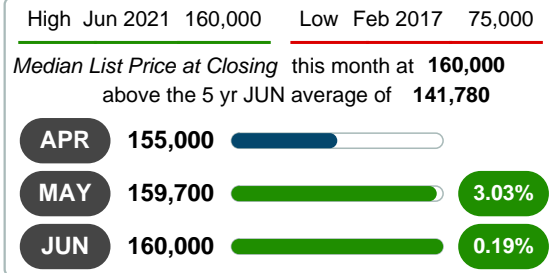 High Jun 2021 160,000 Low Feb 2017 75,000
Median List Price at Closing this month at 160,000
above the 5 yr JUN average of 141,780
APR 155,000
MAY 159,700 3.03%
JUN 160,000 0.19%